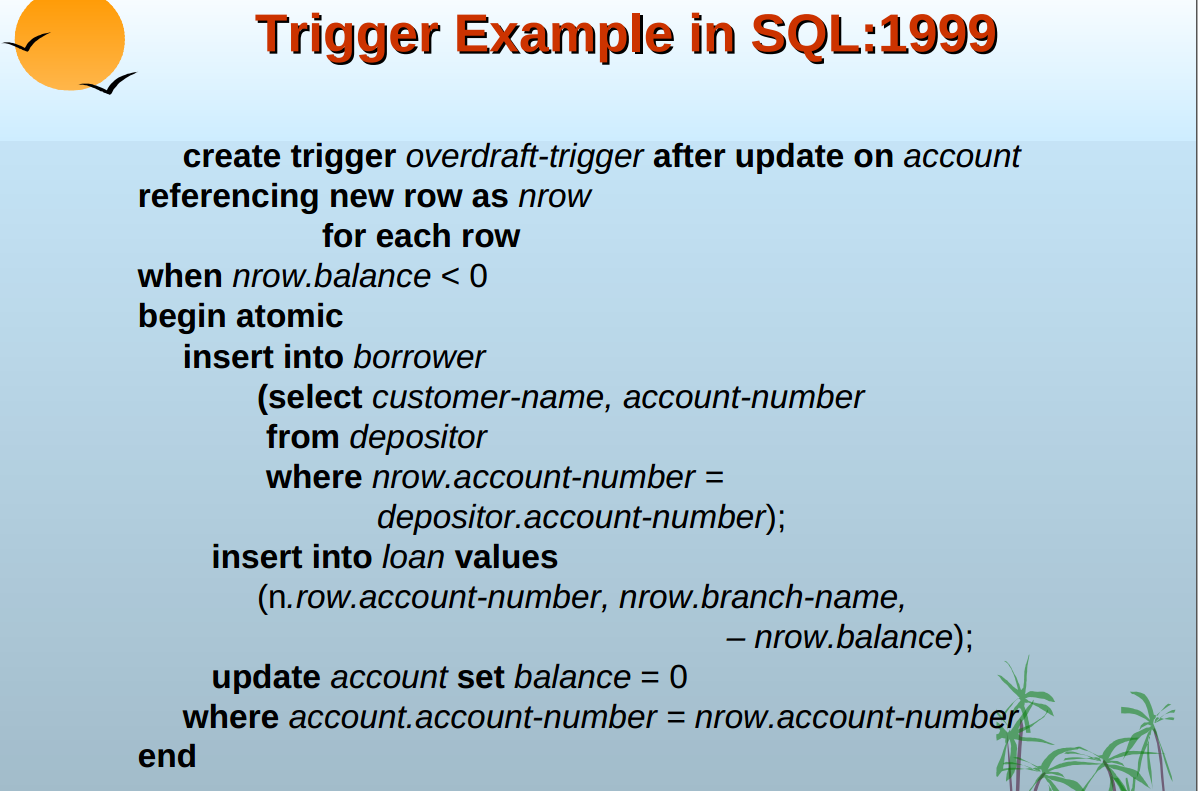 Trigger Example in SQL:1999
create trigger overdraft-trigger after update on account
referencing new row as nrow
for each row
when nrow.balance < 0
begin atomic
insert into borrower
(select customer-name, account-number
from depositor
where nrow.account-number =
depositor.account-number);
insert into loan values
(n.row.account-number, nrow.branch-name,
– nrow.balance);
update account set balance = 0
where account.account-number = nrow.account-number
end